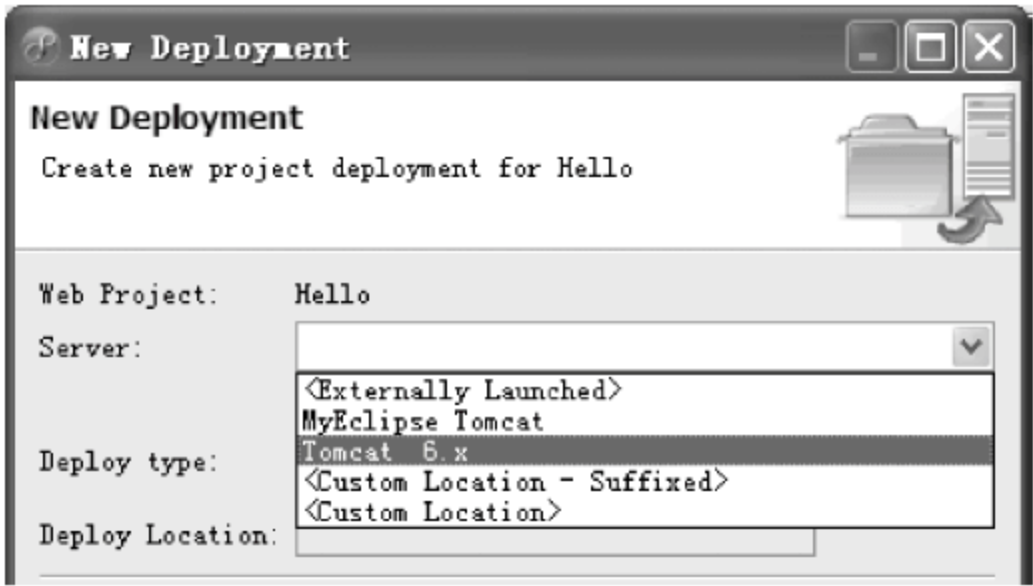 New Deployment
New Deployment
Create new project deployment for Hello
Web Project: Hello
Server:
<Externally Launched>
MyEclipse Tomcat
Tomcat 6.x
Deploy type:
<Custom Location - Suffixed>
<Custom Location>
Deploy Location: